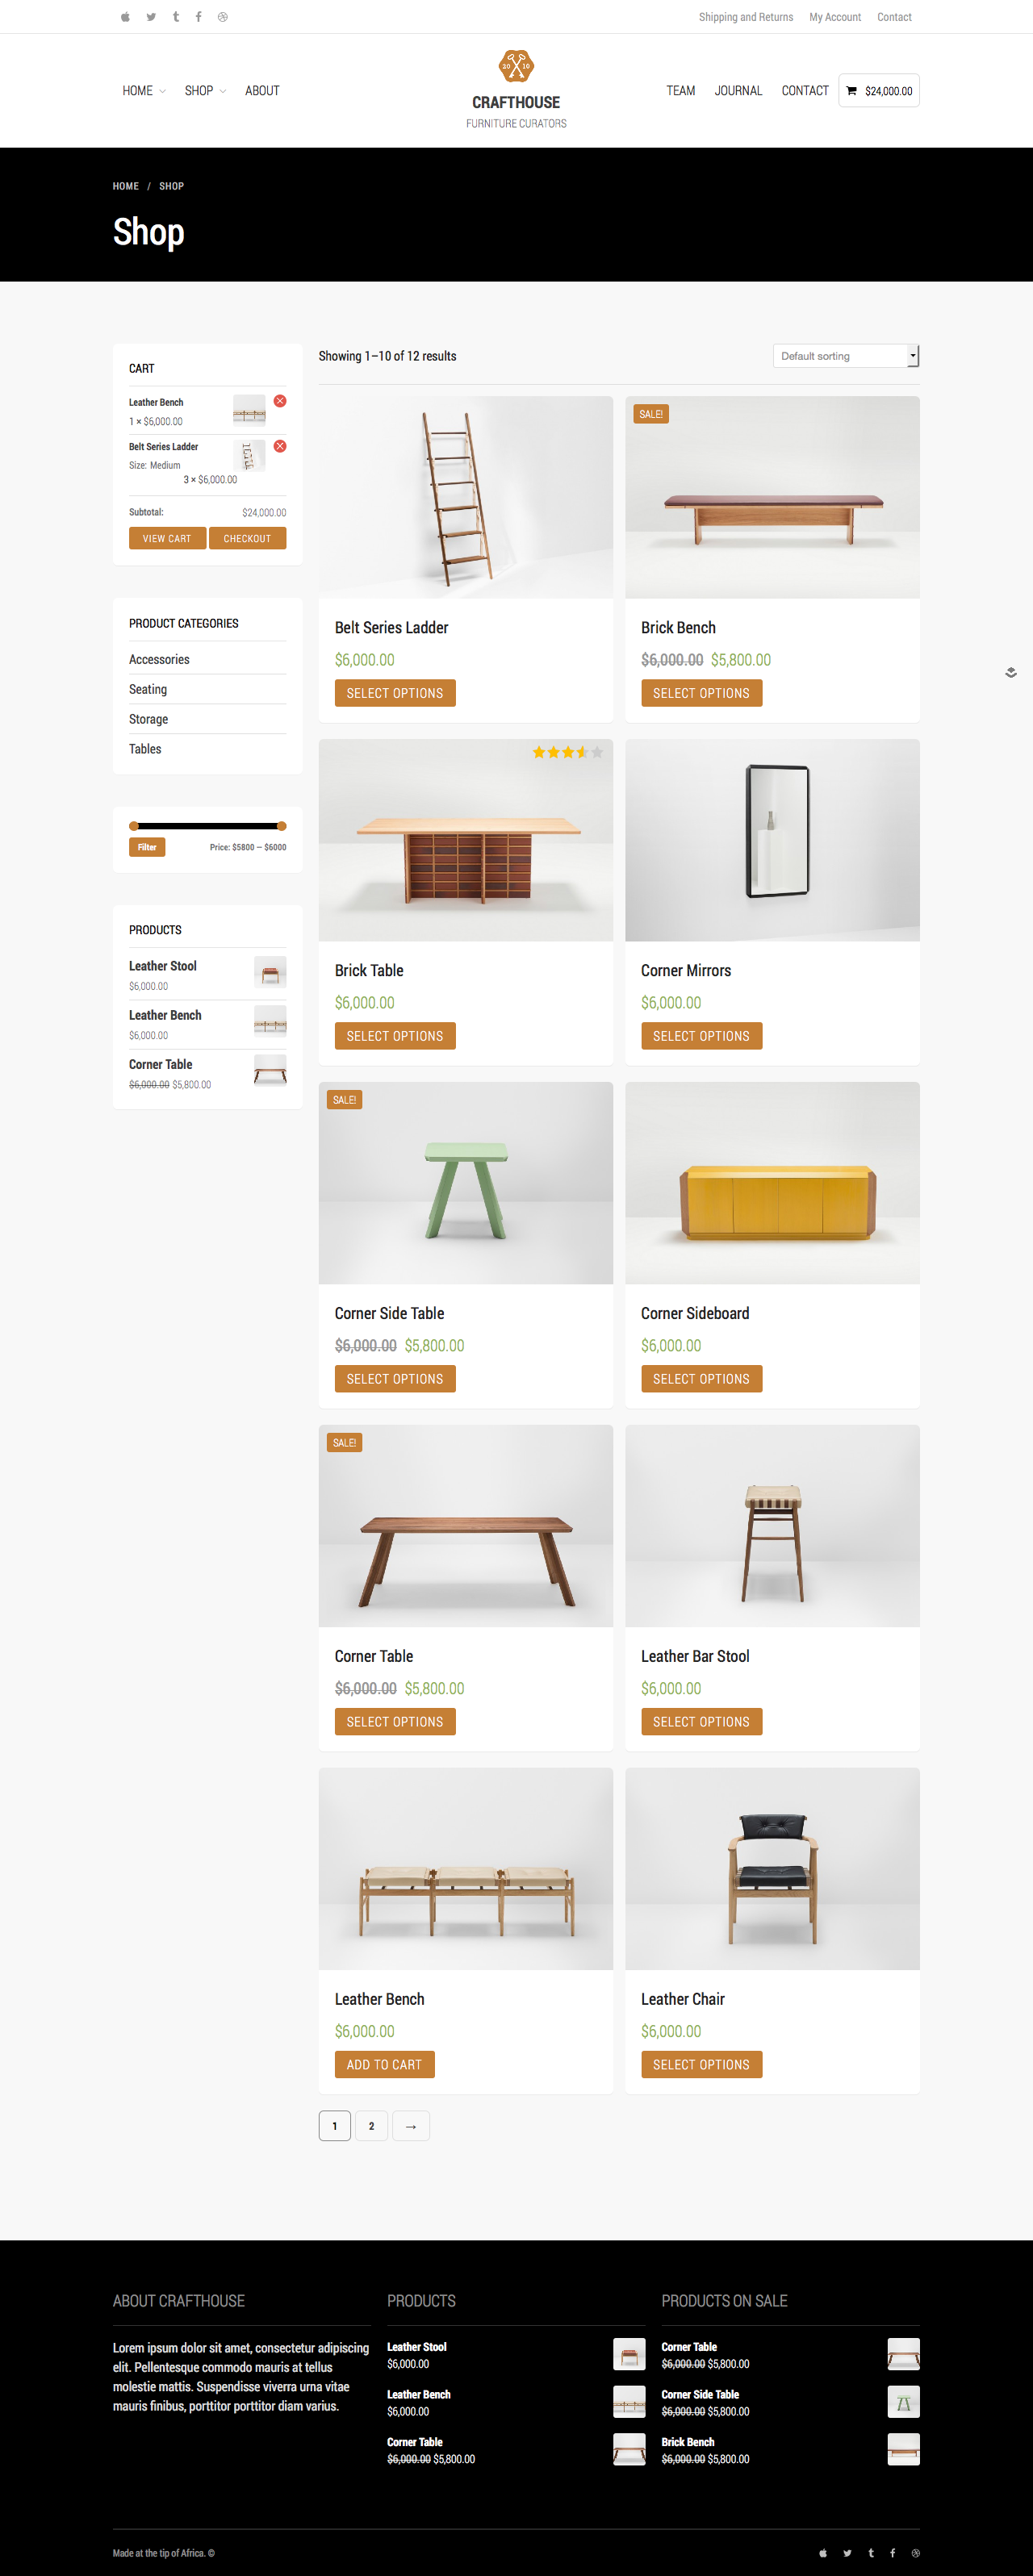 Shipping and Returns My Account Contact
HOME SHOP ABOUT
20 10
CRAFTHOUSE
FURNITURE CURATORS
TEAM JOURNAL CONTACT $24,000.00
HOME / SHOP
Shop
CART
Leather Bench
1 × $6,000.00
Belt Series Ladder
Size: Medium
3 × $6,000.00
Subtotal: $24,000.00
VIEW CART CHECKOUT
PRODUCT CATEGORIES
Accessories
Seating
Storage
Tables
Filter Price: $5800 — $6000
PRODUCTS
Leather Stool
$6,000.00
Leather Bench
$6,000.00
Corner Table
$6,000.00 $5,800.00
Showing 1–10 of 12 results
Default sorting
Belt Series Ladder
$6,000.00
SELECT OPTIONS
SALE!
Brick Bench
$6,000.00 $5,800.00
SELECT OPTIONS
Brick Table
$6,000.00
SELECT OPTIONS
Corner Mirrors
$6,000.00
SELECT OPTIONS
SALE!
Corner Side Table
$6,000.00 $5,800.00
SELECT OPTIONS
Corner Sideboard
$6,000.00
SELECT OPTIONS
SALE!
Corner Table
$6,000.00 $5,800.00
SELECT OPTIONS
Leather Bar Stool
$6,000.00
SELECT OPTIONS
Leather Bench
$6,000.00
ADD TO CART
Leather Chair
$6,000.00
SELECT OPTIONS
1 2 →
ABOUT CRAFTHOUSE
Lorem ipsum dolor sit amet, consectetur adipiscing
elit. Pellentesque commodo mauris at tellus
molestie mattis. Suspendisse viverra urna vitae
mauris finibus, porttitor porttitor diam varius.
PRODUCTS
Leather Stool
$6,000.00
Leather Bench
$6,000.00
Corner Table
$6,000.00 $5,800.00
PRODUCTS ON SALE
Corner Table
$6,000.00 $5,800.00
Corner Side Table
$6,000.00 $5,800.00
Brick Bench
$6,000.00 $5,800.00
Made at the tip of Africa. ©